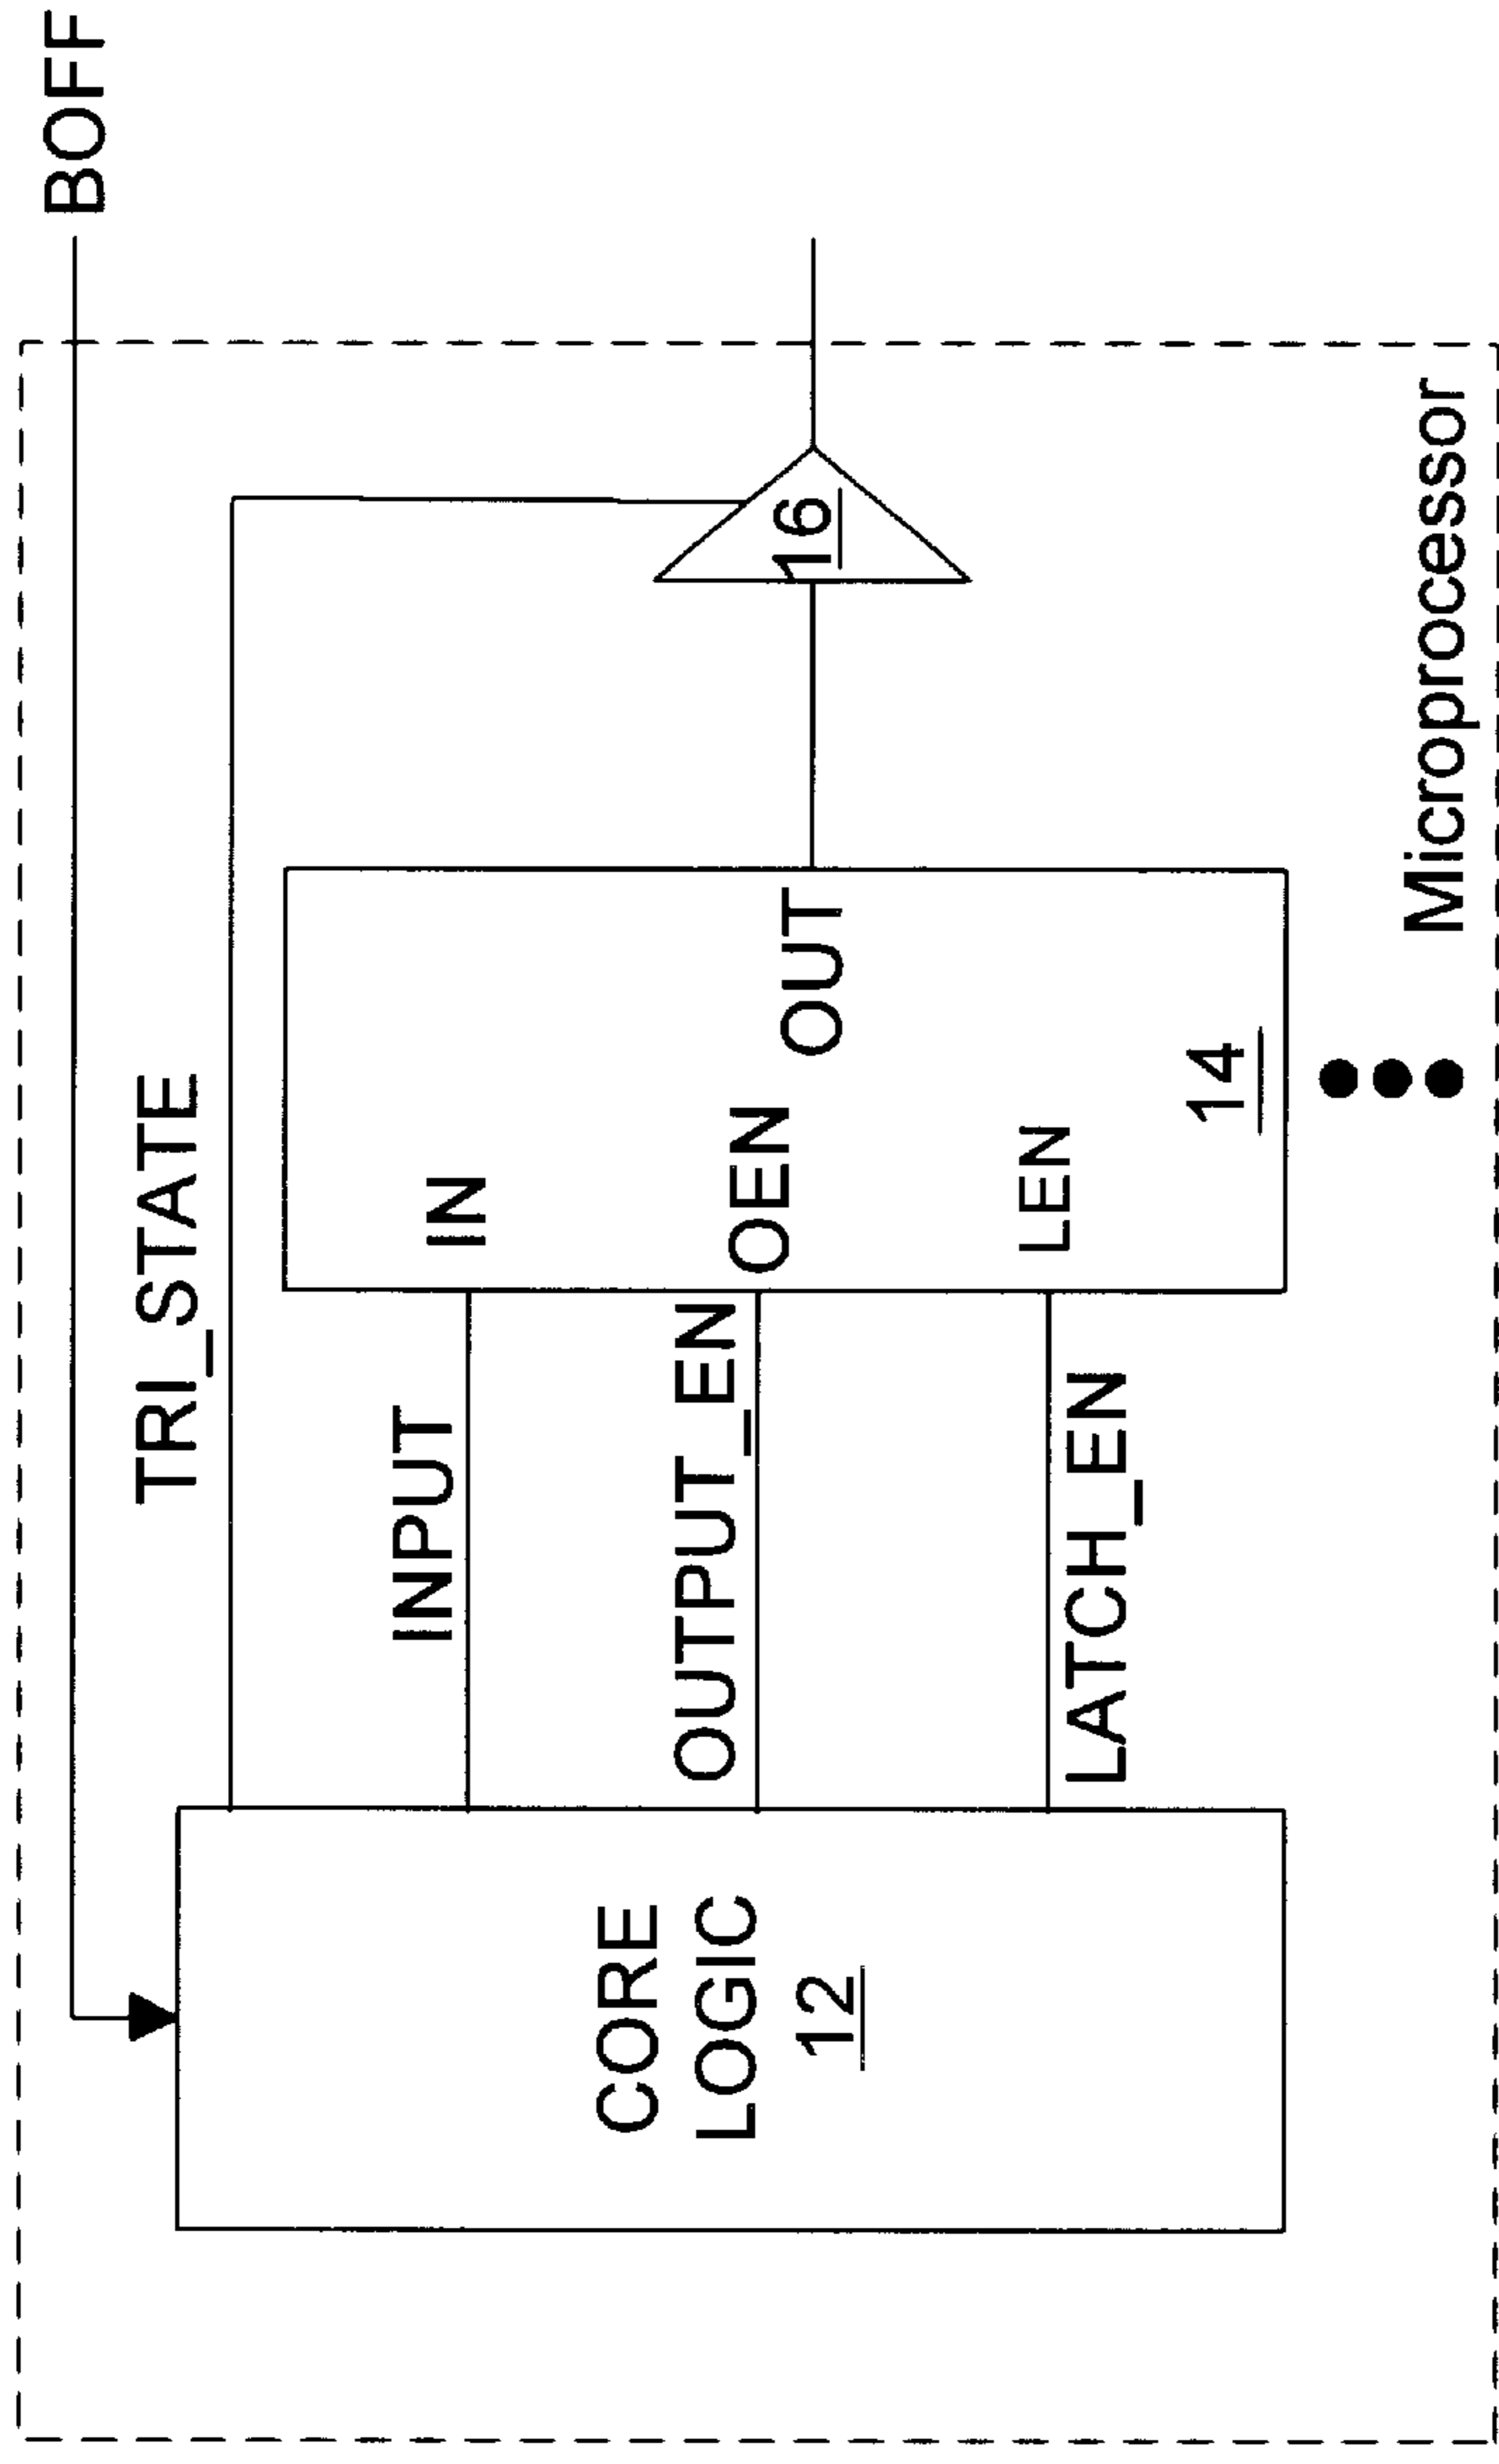 BOFF
TRI_STATE
INPUT
IN
OUTPUT_EN
OEN
OUT
16
CORE
LOGIC
12
LATCH_EN
LEN
14
Microprocessor